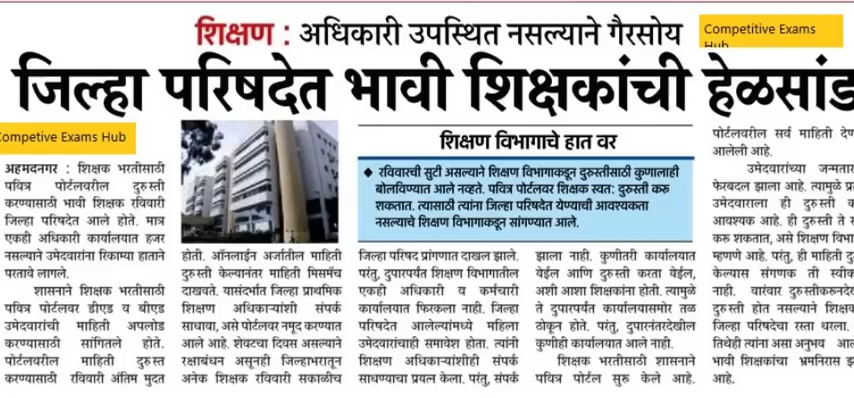 शिक्षण : अधिकारी उपस्थित नसल्याने गैरसोय
Competitive Exams
Hub
जिल्हा परिषदेत भावी शिक्षकांची हेळसांड
Competive Exams Hub
अहमदनगर : शिक्षक भरतीसाठी
पवित्र पोर्टलवरील दुरुस्ती
करण्यासाठी भावी शिक्षक रविवारी
जिल्हा परिषदेत आले होते. मात्र
एकही अधिकारी कार्यालयात हजर
नसल्याने उमेदवारांना रिकाम्या हाताने
परतावे लागले.
शासनाने शिक्षक भरतीसाठी
पवित्र पोर्टलवर डीएड व बीएड
उमेदवारांची माहिती अपलोड
करण्यासाठी सांगितले होते.
पोर्टलवरील माहिती दुरुस्त
करण्यासाठी रविवारी अंतिम मुदत
होती. ऑनलाईन अर्जातील माहिती
दुरुस्ती केल्यानंतर माहिती मिसमॅच
दाखवते. यासंदर्भात जिल्हा प्राथमिक
शिक्षण अधिकाऱ्यांशी संपर्क
साधावा, असे पोर्टलवर नमूद करण्यात
आले आहे. शेवटचा दिवस असल्याने
रक्षाबंधन असूनही जिल्हाभरातून
अनेक शिक्षक रविवारी सकाळीच
शिक्षण विभागाचे हात वर
◆ रविवारची सुटी असल्याने शिक्षण विभागाकडून दुरुस्तीसाठी कुणालाही
बोलविण्यात आले नव्हते. पवित्र पोर्टलवर शिक्षक स्वत: दुरुस्ती करू
शकतात. त्यासाठी त्यांना जिल्हा परिषदेत येण्याची आवश्यकता
नसल्याचे शिक्षण विभागाकडून सांगण्यात आले.
जिल्हा परिषद प्रांगणात दाखल झाले.
परंतु, दुपारपर्यंत शिक्षण विभागातील
एकही अधिकारी व कर्मचारी
कार्यालयात फिरकला नाही. जिल्हा
परिषदेत आलेल्यांमध्ये महिला
उमेदवारांचाही समावेश होता. त्यांनी
शिक्षण अधिकाऱ्यांशीही संपर्क
साधण्याचा प्रयत्न केला. परंतु, संपर्क
झाला नाही. कुणीतरी कार्यालयात
येईल आणि दुरुस्ती करता येईल,
अशी आशा शिक्षकांना होती. त्यामुळे
ते दुपारपर्यंत कार्यालयासमोर तळ
ठोकून होते. परंतु, दुपारनंतरदेखील
कुणीही कार्यालयात आले नाही.
शिक्षक भरतीसाठी शासनाने
पवित्र पोर्टल सुरु केले आहे.
पोर्टलवरील सर्व माहिती
आलेली आहे.
उमेदवारांच्या
फेरबदल झाला आहे. त्यामुळे
उमेदवाराला ही दुरुस्ती
आवश्यक आहे. ही दुरुस्ती ते
करू शकतात, असे शिक्षण
म्हणणे आहे. परंतु, ही माहिती
केल्यास संगणक ती
नाही. वारंवार
दुरुस्ती होत नसल्याने
जिल्हा परिषदेचा रस्ता धरला.
तिथेही त्यांना असा अनुभव
भावी शिक्षकांचा भ्रमनिरास
आहे.